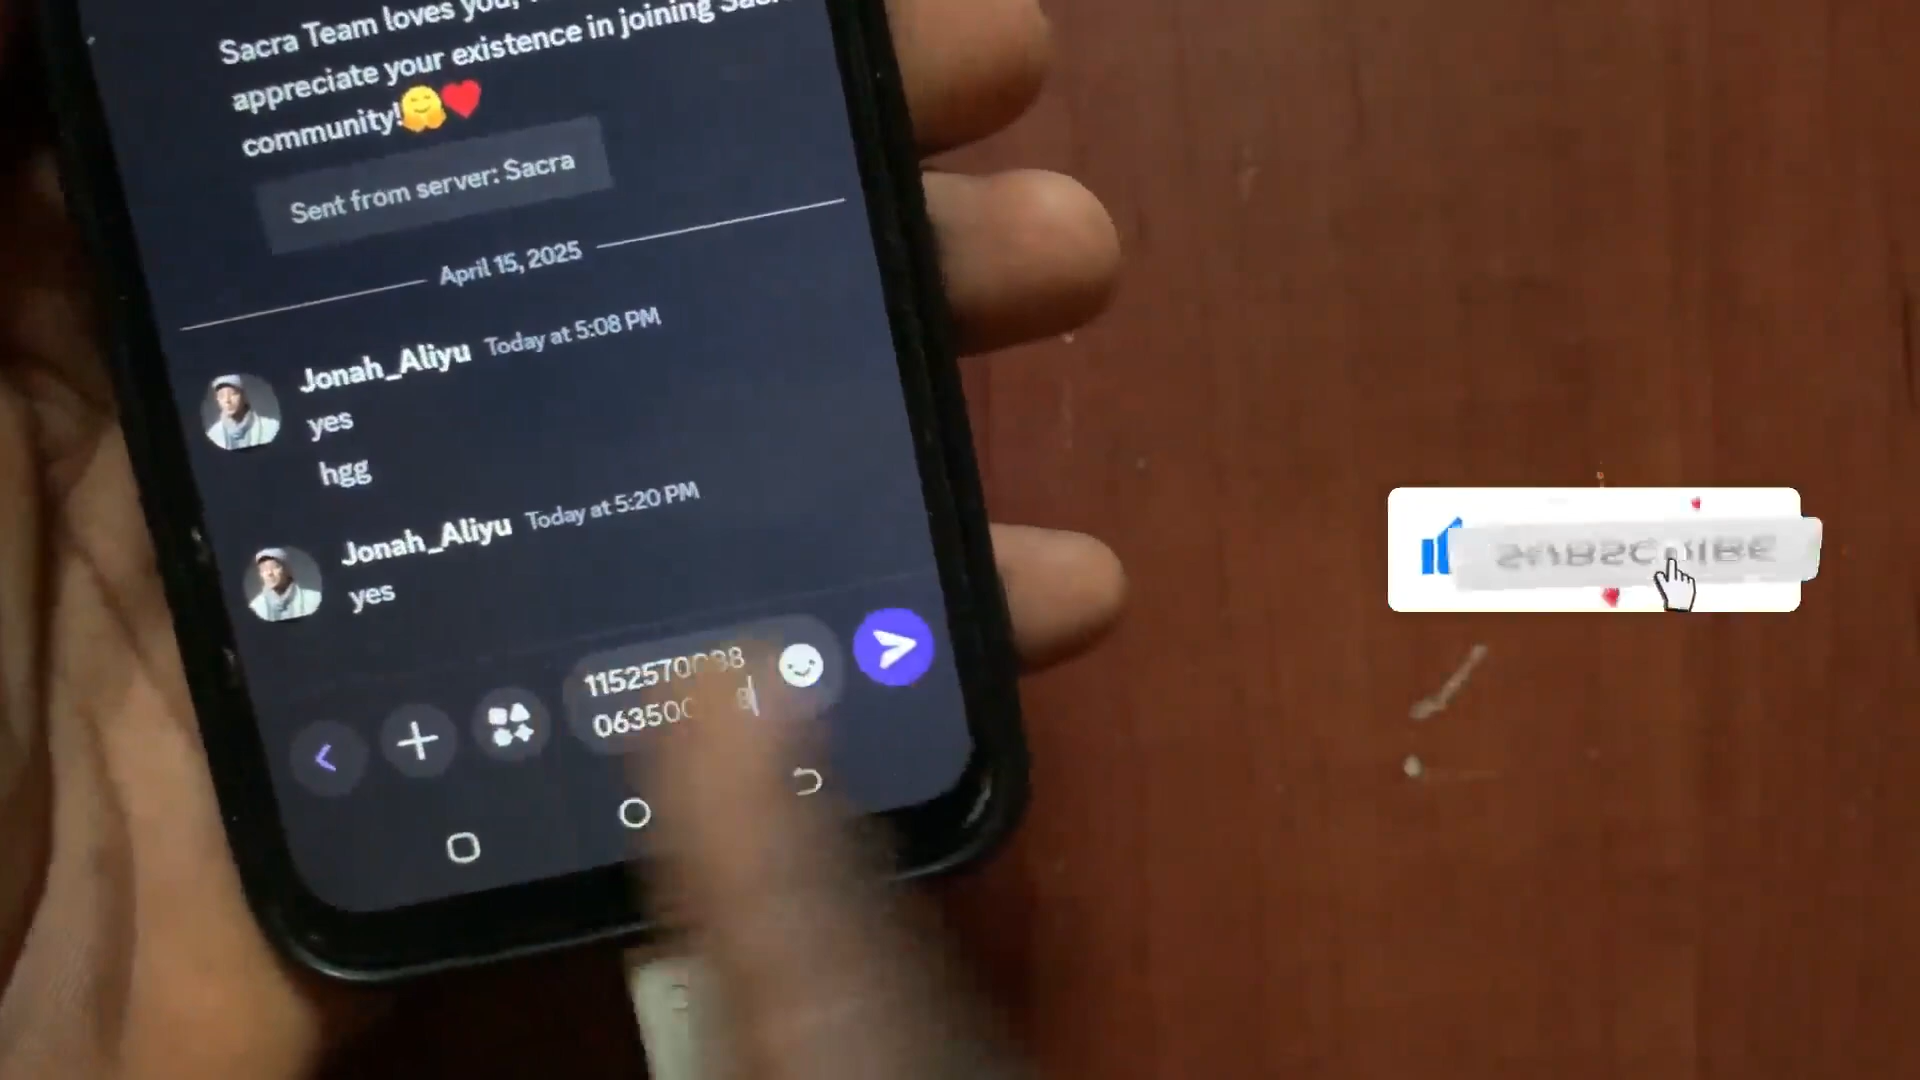 Sacra Team loves you,
appreciate your existence in joining
community!🤗❤️
Sent from server: Sacra
April 15, 2025
Jonah_Aliyu Today at 5:08 PM
yes
hgg
Jonah_Aliyu Today at 5:20 PM
yes